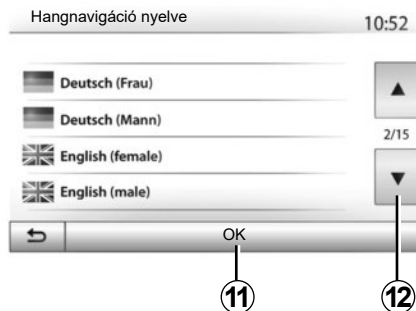 Hangnavigáció nyelve 10:52
Deutsch (Frau)
Deutsch (Mann)
2/15
English (female)
English (male)
OK
11 12